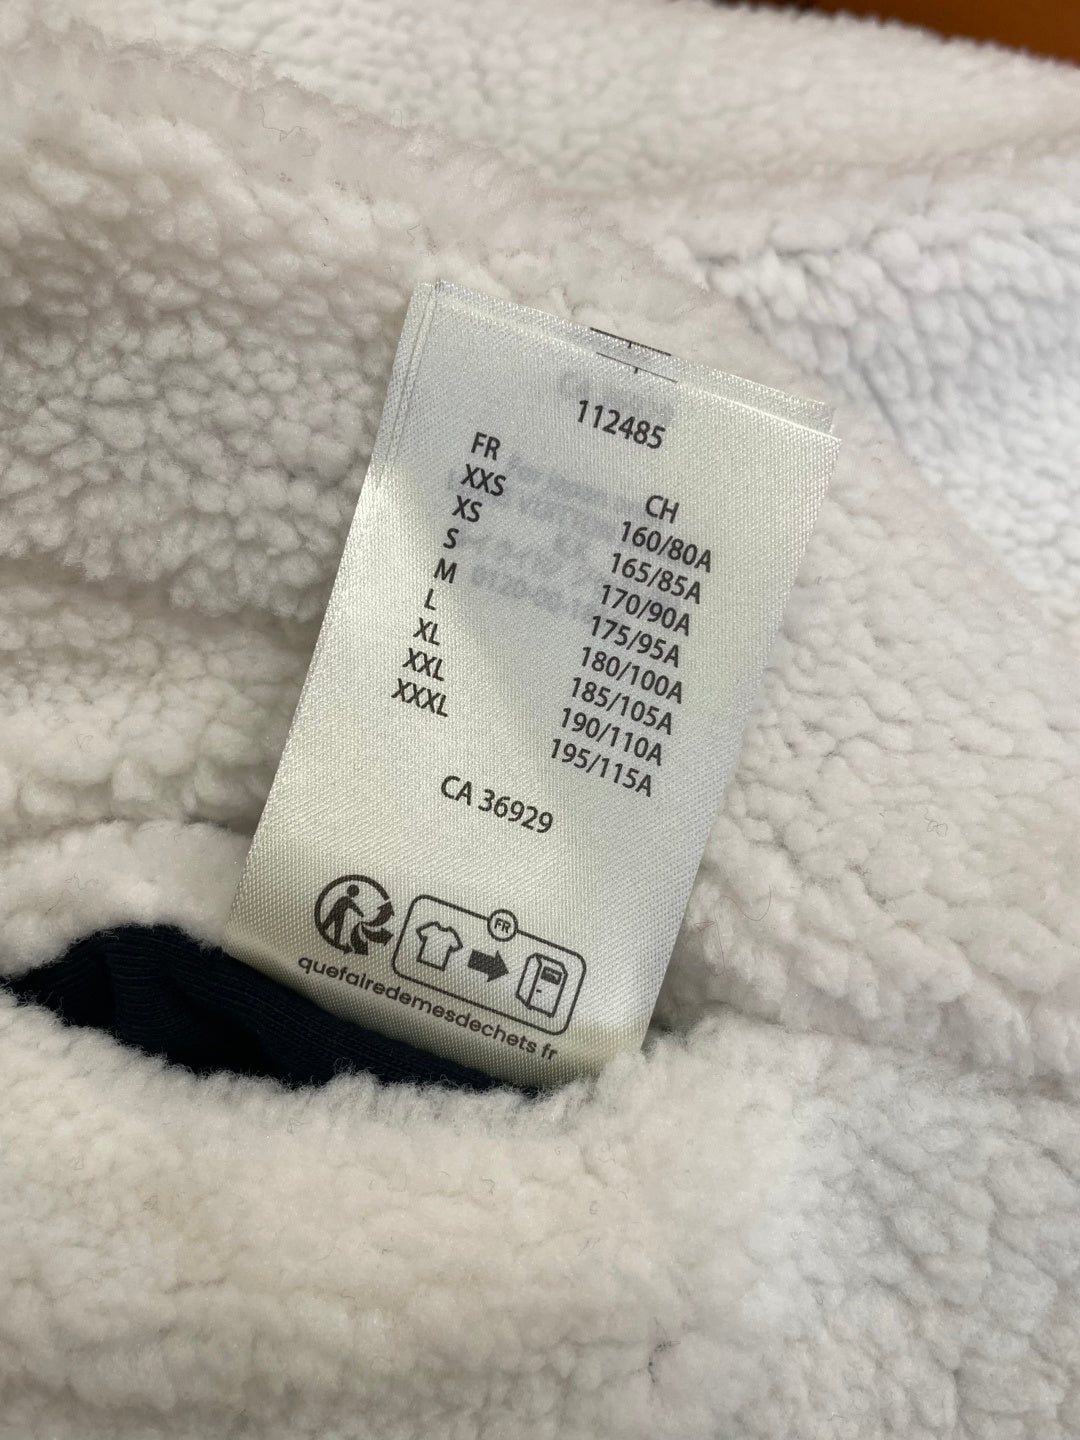 112485
FR CH
XXS 160/80A
XS 165/85A
S 170/90A
M 175/95A
L 180/100A
XL 185/105A
XXL 190/110A
XXXL 195/115A
CA 36929
FR
quefairedemesdechets fr